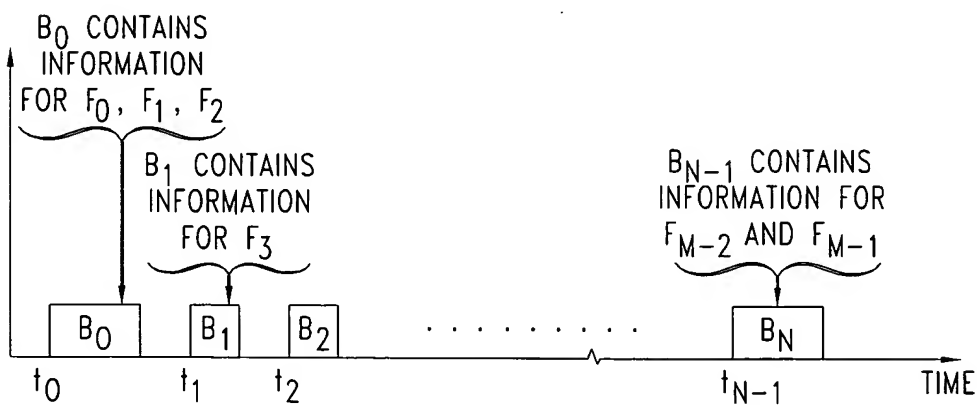 B0 CONTAINS
INFORMATION
FOR F0, F1, F2
B1 CONTAINS
INFORMATION
FOR F3
BN-1 CONTAINS
INFORMATION FOR
FM-2 AND FM-1
B0
B1
B2
BN
t0
t1
t2
tN-1
TIME